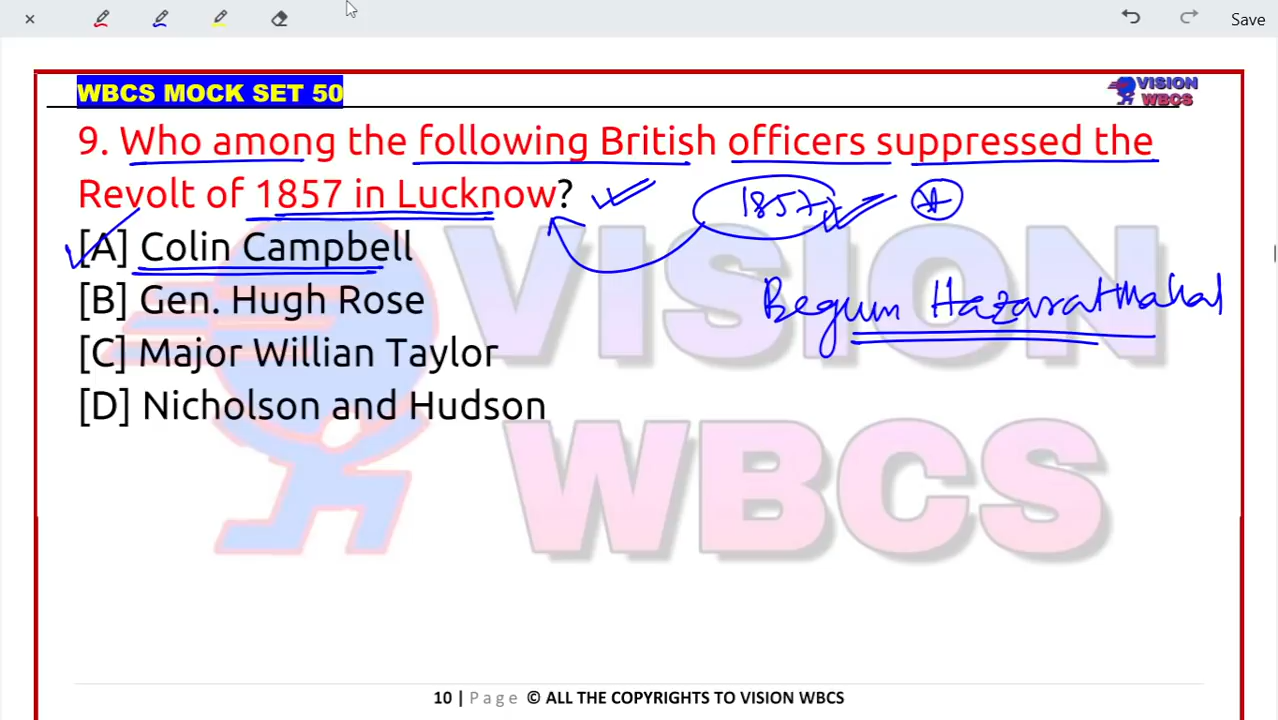 Save
WBCS MOCK SET 50
VISION
WBCS
9. Who among the following British officers suppressed the
Revolt of 1857 in Lucknow?
1857
[A] Colin Campbell
[B] Gen. Hugh Rose
Begum Hazarat Mahal
[C] Major Willian Taylor
[D] Nicholson and Hudson
VISION
WBCS
10 | Page © ALL THE COPYRIGHTS TO VISION WBCS